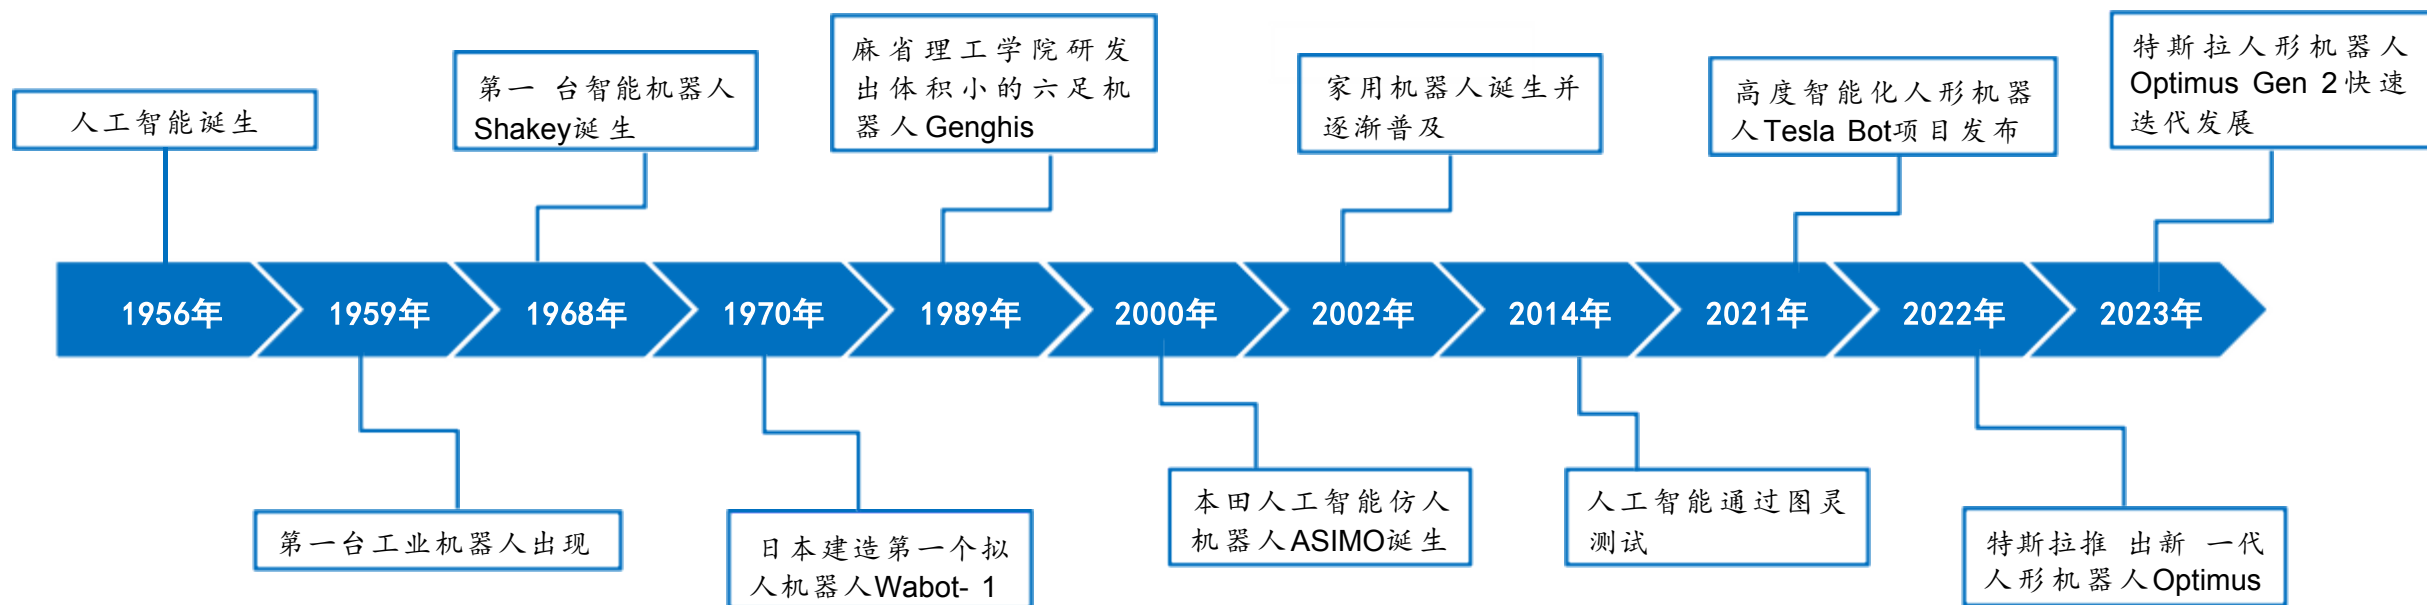 人工智能诞生
第一 台智能机器人
Shakey诞生
麻省理工学院研发
出体积小的六足机
器人Genghis
家用机器人诞生并
逐渐普及
高度智能化人形机器
人Tesla Bot项目发布
特斯拉人形机器人
Optimus Gen 2快速
迭代发展
1956年
1959年
1968年
1970年
1989年
2000年
2002年
2014年
2021年
2022年
2023年
第一台工业机器人出现
日本建造第一个拟
人机器人Wabot- 1
本田人工智能仿人
机器人ASIMO诞生
人工智能通过图灵
测试
特斯拉推 出新 一代
人形机器人Optimus